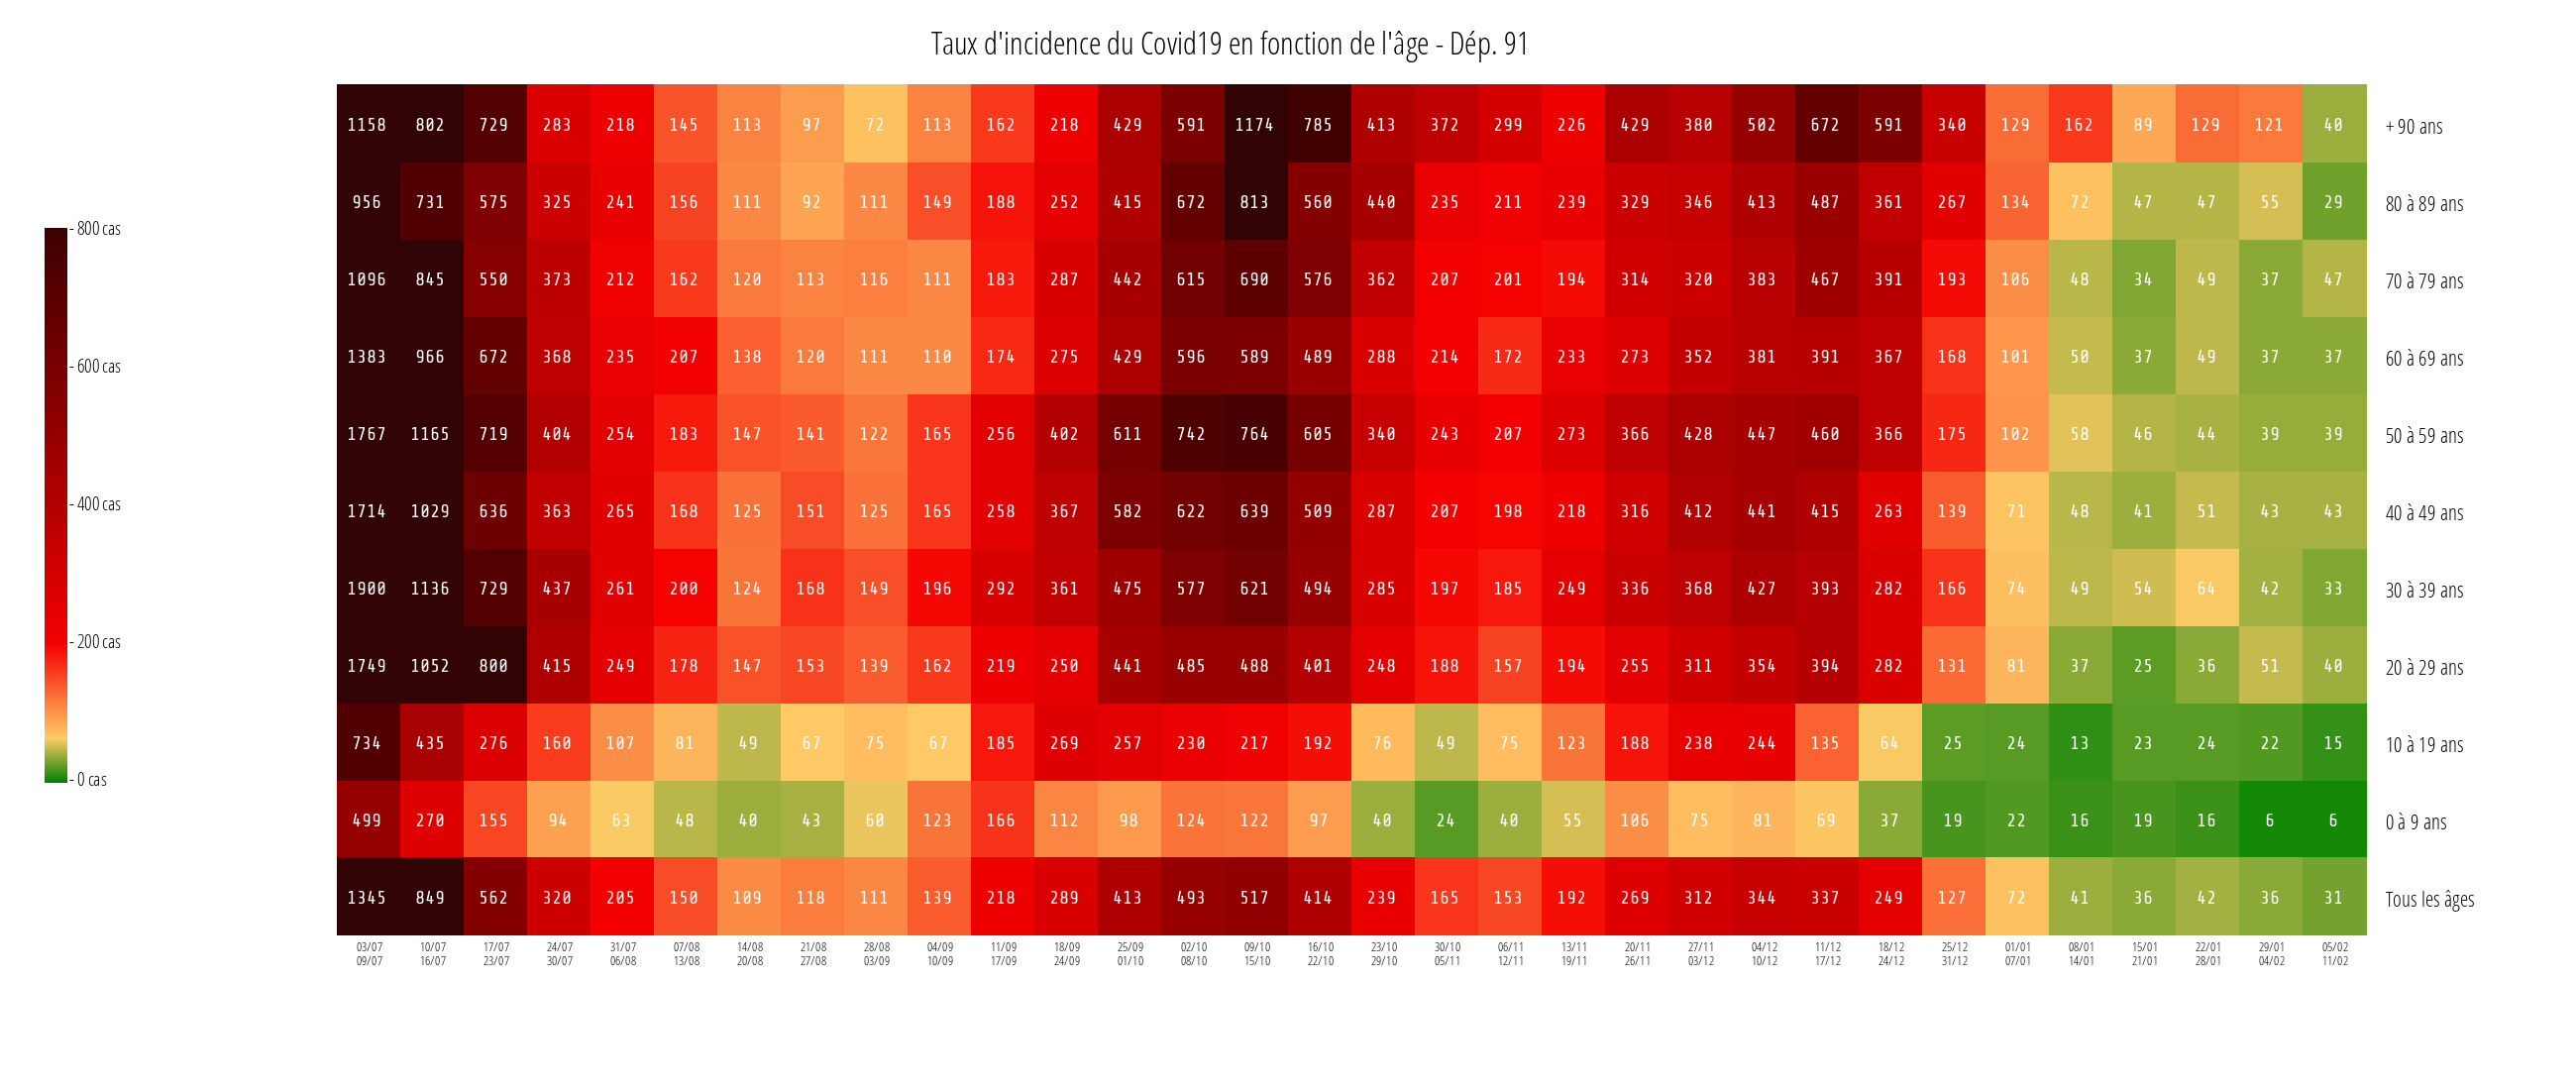 Taux d'incidence du Covid19 en fonction de l'âge - Dép. 91
- 800 cas
- 600 cas
- 400 cas
- 200 cas
- 0 cas
1158 802 729 283 218 145 113 97 72 113 162 218 429 591 1174 785 413 372 299 226 429 380 502 672 591 340 129 162 89 129 121 40 + 90 ans
956 731 575 325 241 156 111 92 111 149 188 252 415 672 813 560 440 235 211 239 329 346 413 487 361 267 134 72 47 47 55 29 80 à 89 ans
1096 845 550 373 212 162 120 113 116 111 183 287 442 615 690 576 362 207 201 194 314 320 383 467 391 193 106 48 34 49 37 47 70 à 79 ans
1383 966 672 368 235 207 138 120 111 110 174 275 429 596 589 489 288 214 172 233 273 352 381 391 367 168 101 50 37 49 37 37 60 à 69 ans
1767 1165 719 404 254 183 147 141 122 165 256 402 611 742 764 605 340 243 207 273 366 428 447 460 366 175 102 58 46 44 39 39 50 à 59 ans
1714 1029 636 363 265 168 125 151 125 165 258 367 582 622 639 509 287 207 198 218 316 412 441 415 263 139 71 48 41 51 43 43 40 à 49 ans
1900 1136 729 437 261 200 124 168 149 196 292 361 475 577 621 494 285 197 185 249 336 368 427 393 282 166 74 49 54 64 42 33 30 à 39 ans
1749 1052 800 415 249 178 147 153 139 162 219 250 441 485 488 401 248 188 157 194 255 311 354 394 282 131 81 37 25 36 51 40 20 à 29 ans
734 435 276 160 107 81 49 67 75 67 185 269 257 230 217 192 76 49 75 123 188 238 244 135 64 25 24 13 23 24 22 15 10 à 19 ans
499 270 155 94 63 48 40 43 60 123 166 112 98 124 122 97 40 24 40 55 106 75 81 69 37 19 22 16 19 16 6 6 0 à 9 ans
1345 849 562 320 205 150 109 118 111 139 218 289 413 493 517 414 239 165 153 192 269 312 344 337 249 127 72 41 36 42 36 31 Tous les âges
03/07 10/07 17/07 24/07 31/07 07/08 14/08 21/08 28/08 04/09 11/09 18/09 25/09 02/10 09/10 16/10 23/10 30/10 06/11 13/11 20/11 27/11 04/12 11/12 18/12 25/12 01/01 08/01 15/01 22/01 29/01 05/02
09/07 16/07 23/07 30/07 06/08 13/08 20/08 27/08 03/09 10/09 17/09 24/09 01/10 08/10 15/10 22/10 29/10 05/11 12/11 19/11 26/11 03/12 10/12 17/12 24/12 31/12 07/01 14/01 21/01 28/01 04/02 11/02